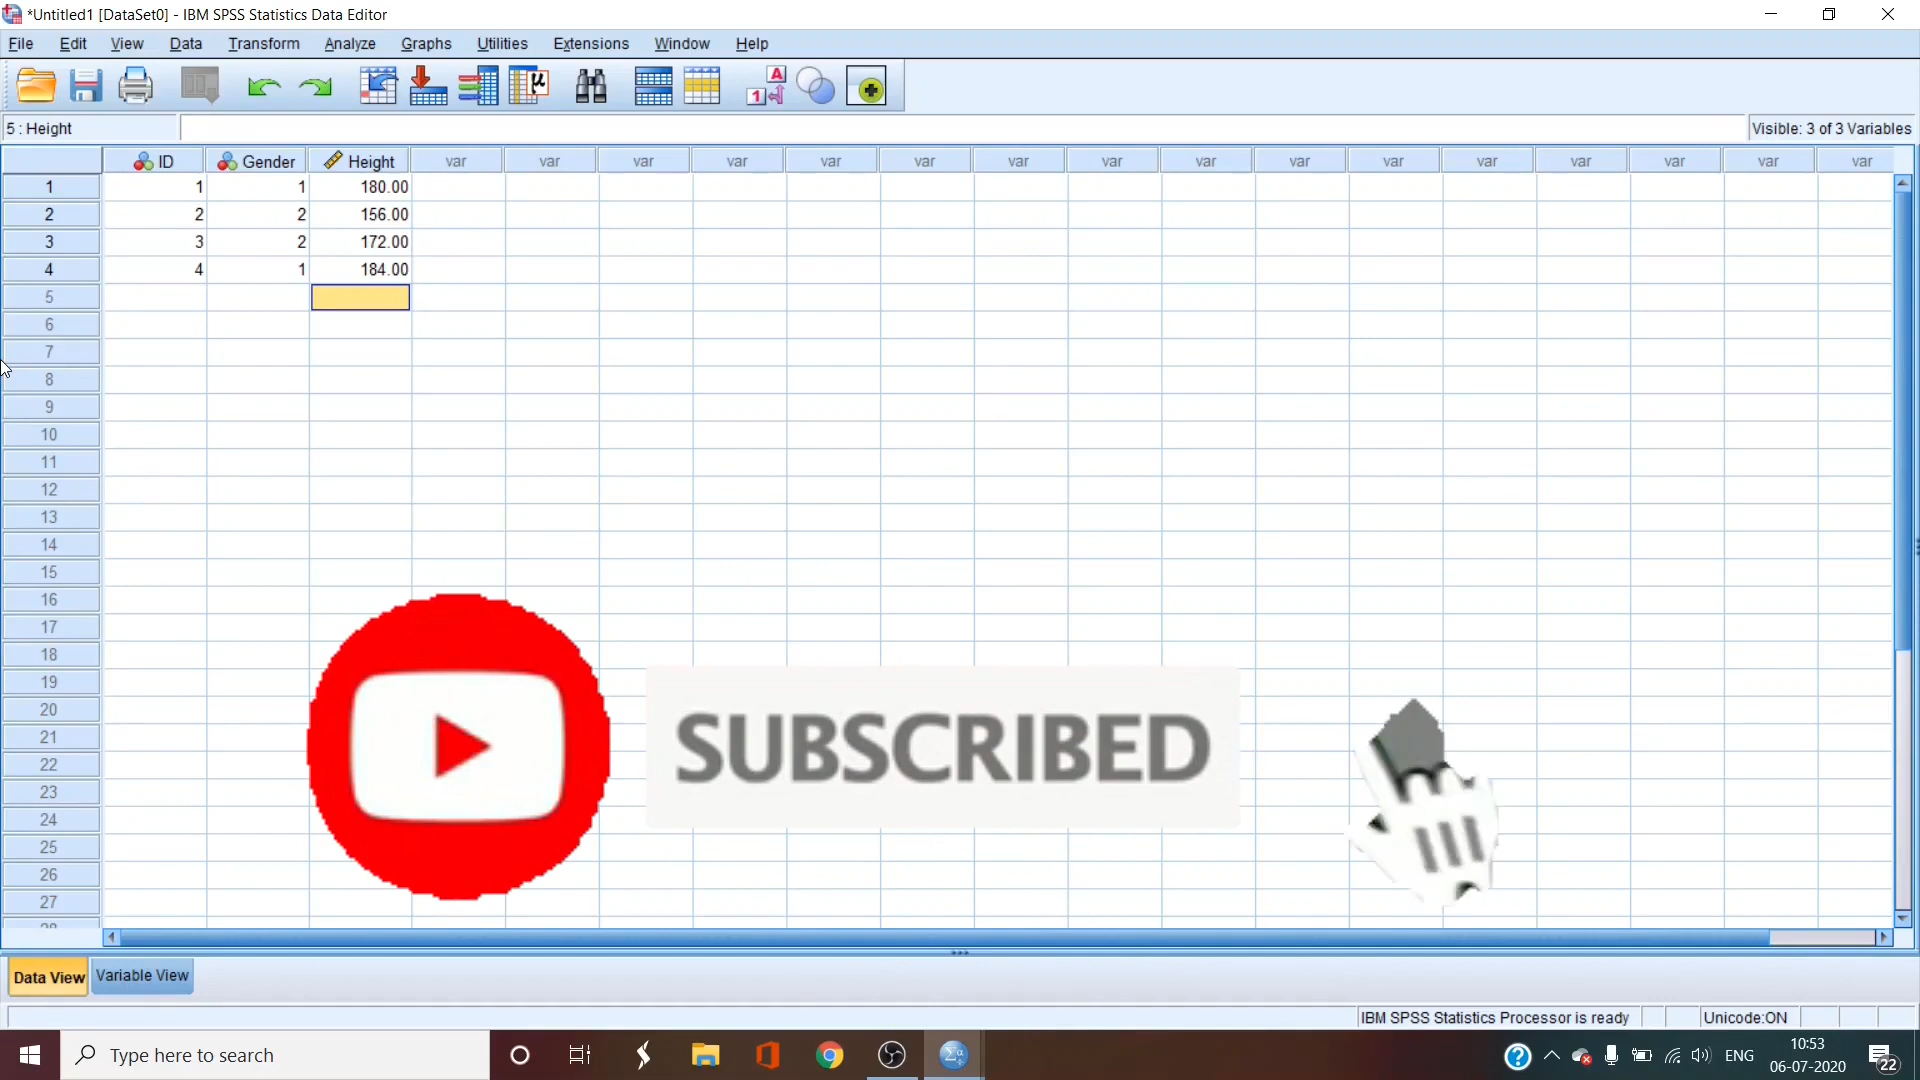 *Untitled1 [DataSet0] - IBM SPSS Statistics Data Editor
File Edit View Data Transform Analyze Graphs Utilities Extensions Window Help
5 : Height
Visible: 3 of 3 Variables
ID Gender Height var var var var var var var var var var var var var var var var
1 1 1 180.00
2 2 2 156.00
3 3 2 172.00
4 4 1 184.00
5
6
7
8
9
10
11
12
13
14
15
16
17
18
19
20
21
22
23
24
25
26
27
28
SUBSCRIBED
Data View Variable View
IBM SPSS Statistics Processor is ready Unicode:ON
Type here to search
ENG
10:53
06-07-2020
22